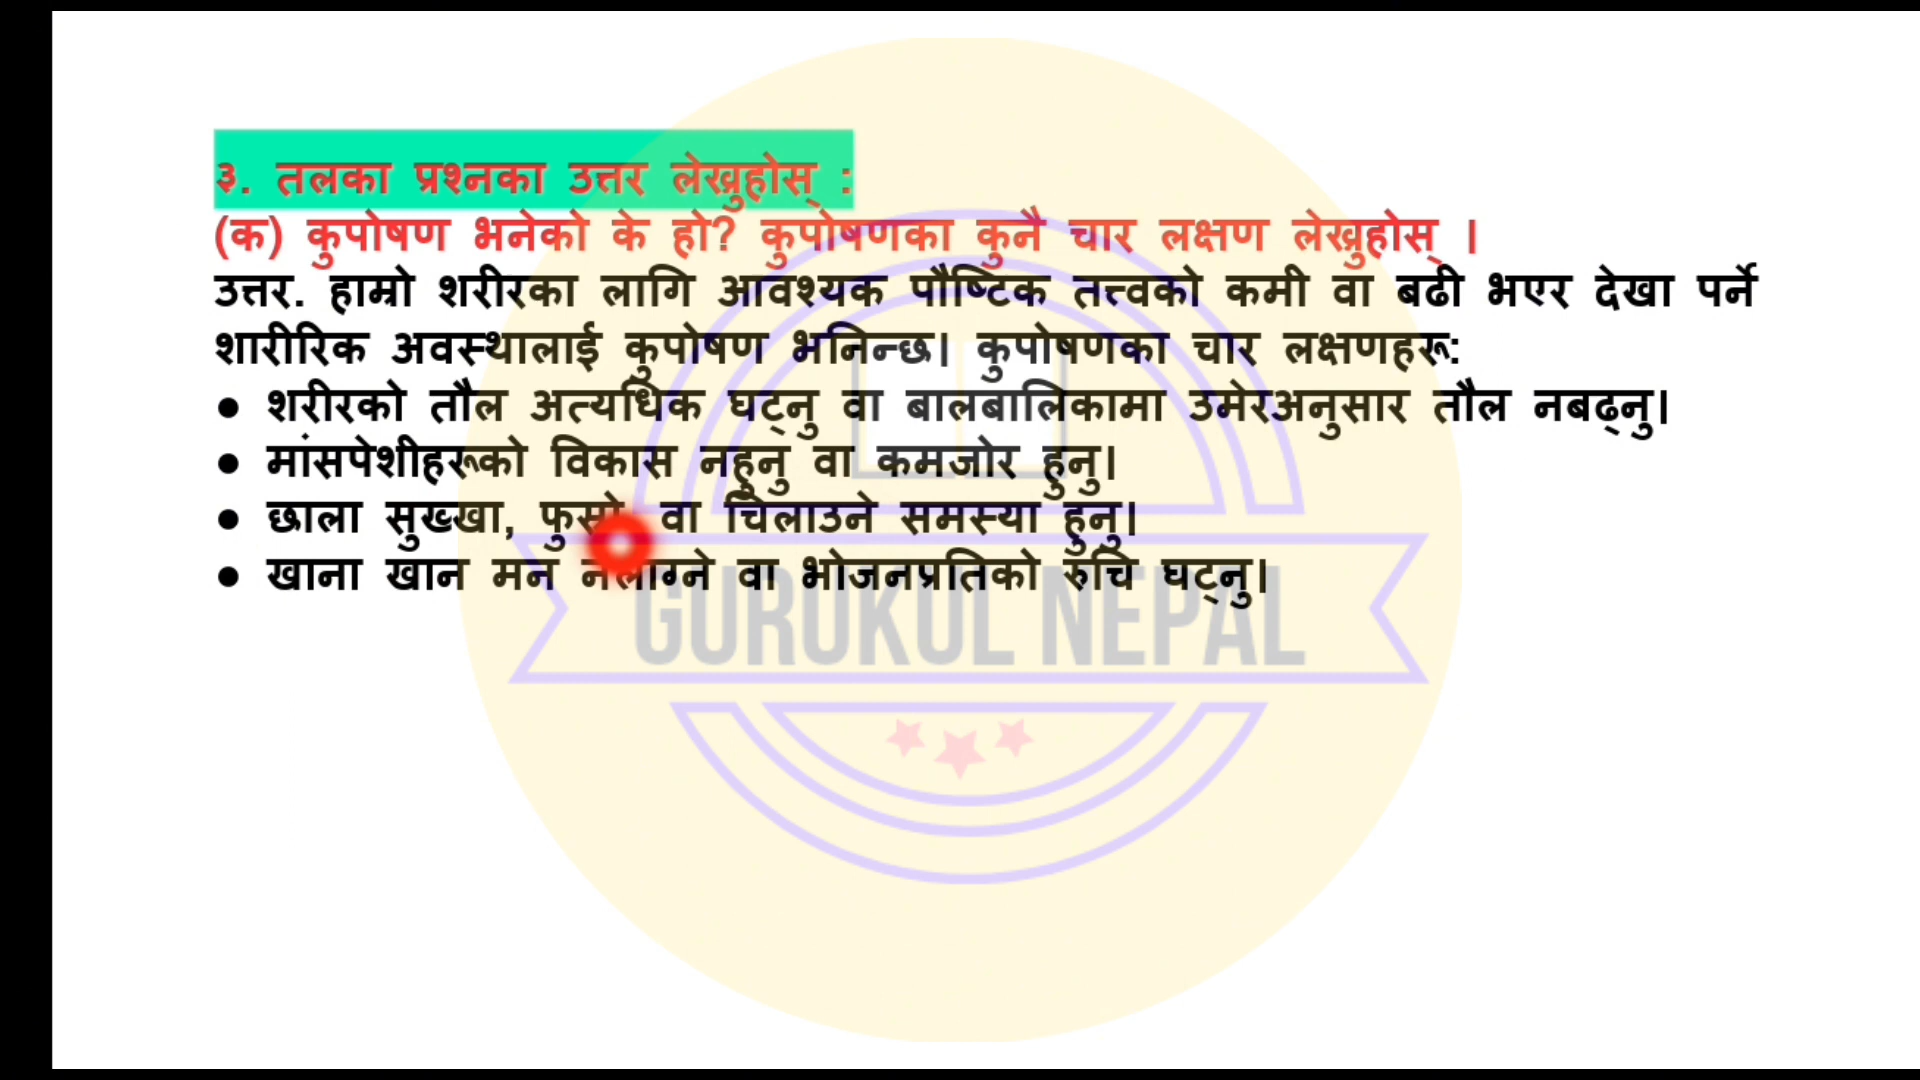 ३. तलका प्रश्नका उत्तर लेख्नुहोस् :
(क) कुपोषण भनेको के हो? कुपोषणका कुनै चार लक्षण लेख्नुहोस् ।
उत्तर. हाम्रो शरीरका लागि आवश्यक पौष्टिक तत्त्वको कमी वा बढी भएर देखा पर्ने
शारीरिक अवस्थालाई कुपोषण भनिन्छ। कुपोषणका चार लक्षणहरू:
● शरीरको तौल अत्यधिक घट्नु वा बालबालिकामा उमेरअनुसार तौल नबढ्नु।
● मांसपेशीहरूको विकास नहुनु वा कमजोर हुनु।
● छाला सुख्खा, फुस्रो वा चिलाउने समस्या हुनु।
● खाना खान मन नलाग्ने वा भोजनप्रतिको रुचि घट्नु।
GURUKUL NEPAL